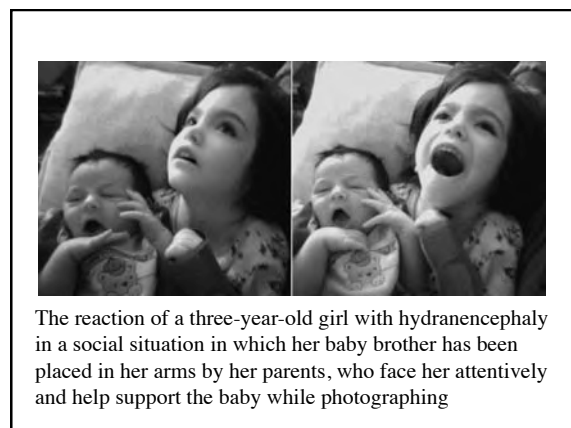 The reaction of a three-year-old girl with hydranencephaly
in a social situation in which her baby brother has been
placed in her arms by her parents, who face her attentively
and help support the baby while photographing